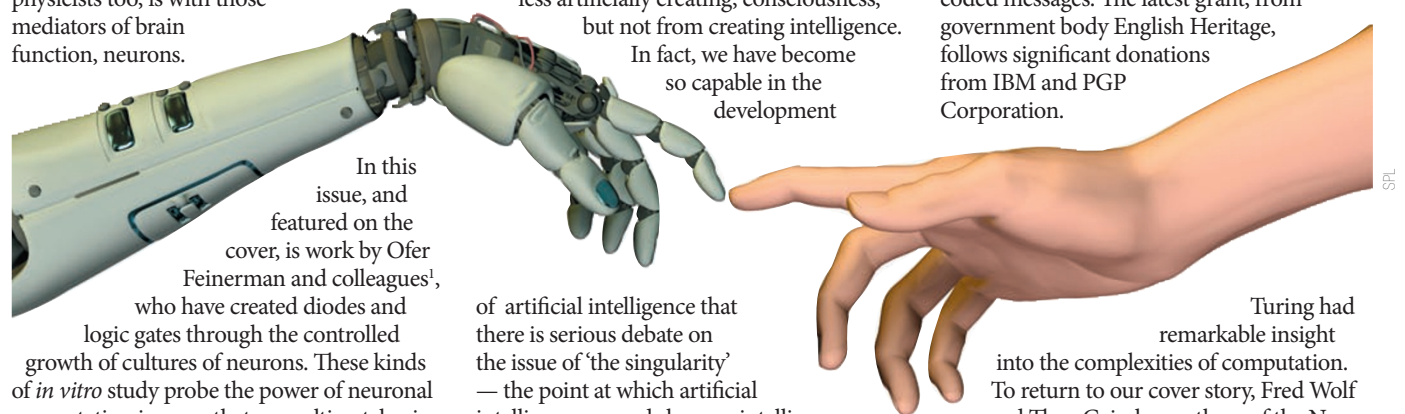 physicists too, is with those
mediators of brain
function, neurons.
In this
issue, and
featured on the
cover, is work by Ofer
Feinerman and colleagues¹,
who have created diodes and
logic gates through the controlled
growth of cultures of neurons. These kinds
of in vitro study probe the power of neuronal
less artificially creating, consciousness,
but not from creating intelligence.
In fact, we have become
so capable in the
development
of artificial intelligence that
there is serious debate on
the issue of ‘the singularity’
— the point at which artificial
coded messages. The latest grant, from
government body English Heritage,
follows significant donations
from IBM and PGP
Corporation.
Turing had
remarkable insight
into the complexities of computation.
To return to our cover story, Fred Wolf
SPL